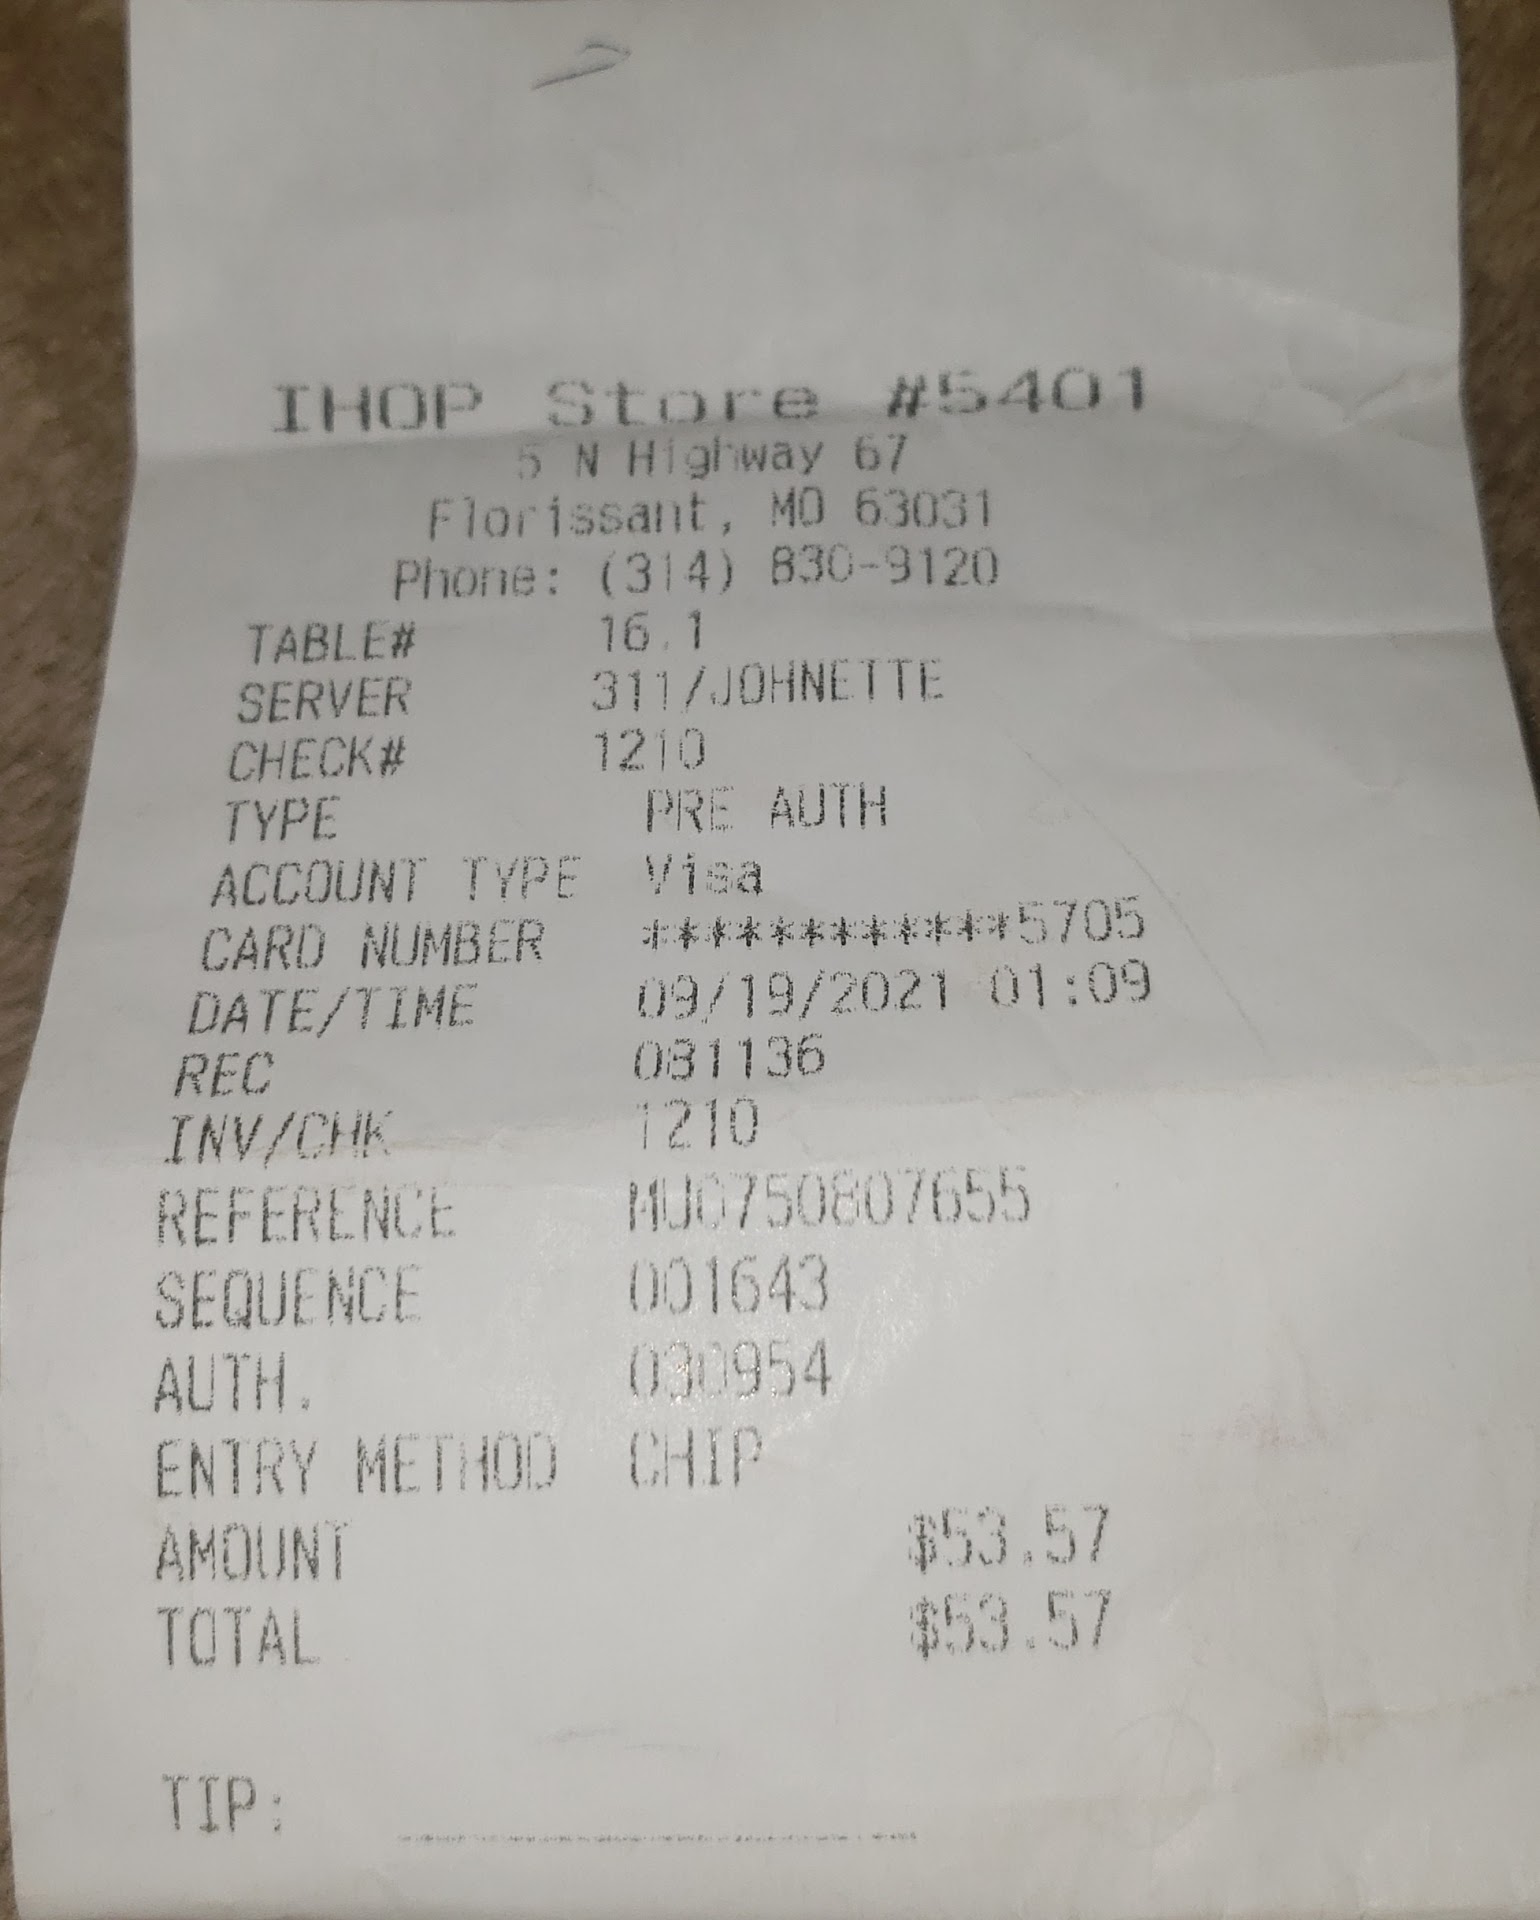 IHOP Store #5401
5 N Highway 67
Florissant, MO 63031
Phone: (314) 830-9120
TABLE# 16.1
SERVER 311/JOHNETTE
CHECK# 1210
TYPE PRE AUTH
ACCOUNT TYPE Visa
CARD NUMBER ************5705
DATE/TIME 09/19/2021 01:09
REC 081136
INV/CHK 1210
REFERENCE MU0750807655
SEQUENCE 001643
AUTH. 030954
ENTRY METHOD CHIP
AMOUNT $53.57
TOTAL $53.57
TIP: